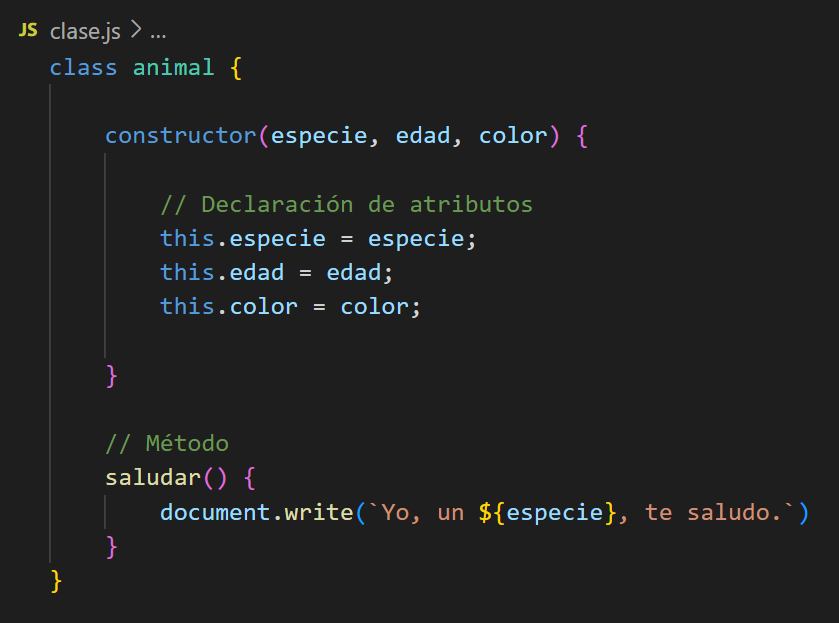 JS clase.js > ...
class animal {
constructor(especie, edad, color) {
// Declaración de atributos
this.especie = especie;
this.edad = edad;
this.color = color;
}
// Método
saludar() {
document.write(`Yo, un ${especie}, te saludo.`)
}
}